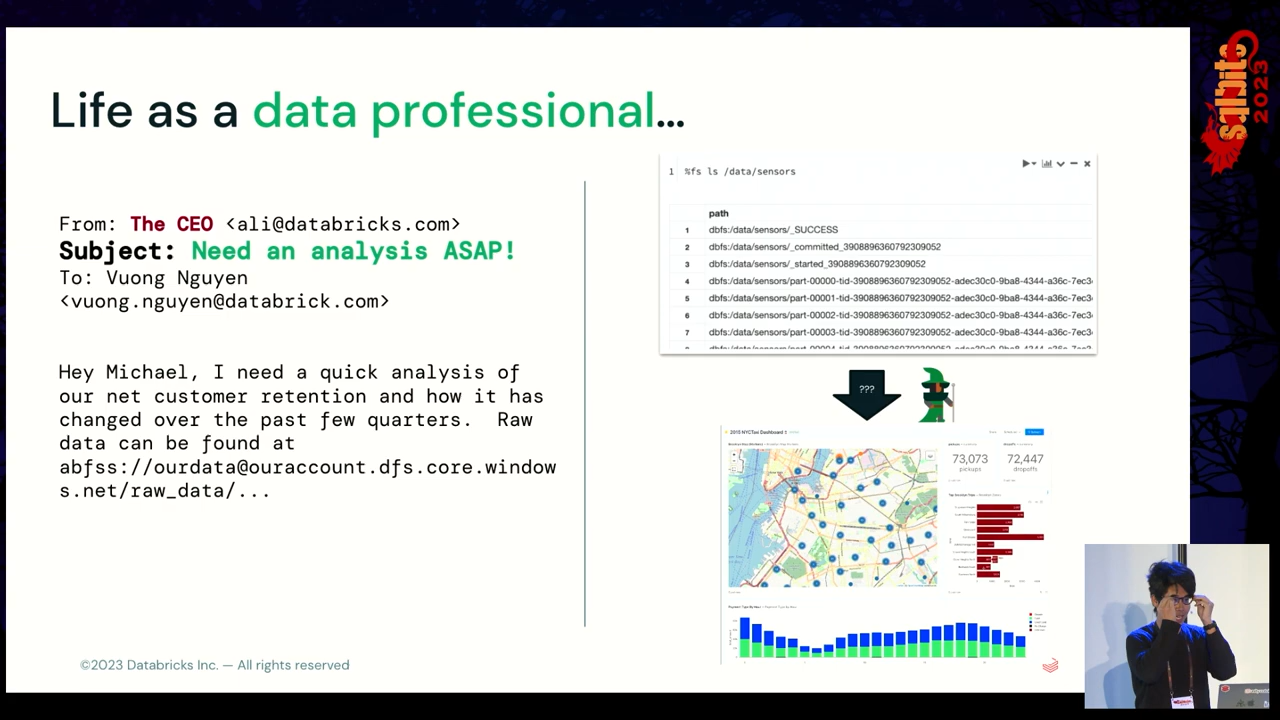 Life as a data professional...
From: The CEO <ali@databricks.com>
Subject: Need an analysis ASAP!
To: Vuong Nguyen
<vuong.nguyen@databrick.com>
Hey Michael, I need a quick analysis of
our net customer retention and how it has
changed over the past few quarters. Raw
data can be found at
abfss://ourdata@ouraccount.dfs.core.window
s.net/raw_data/...
1 %fs ls /data/sensors
path
1 dbfs:/data/sensors/_SUCCESS
2 dbfs:/data/sensors/_committed_3908896360792309052
3 dbfs:/data/sensors/_started_3908896360792309052
4 dbfs:/data/sensors/part-00000-tid-3908896360792309052-adec30c0-9ba8-4344-a36c-7ec3
5 dbfs:/data/sensors/part-00001-tid-3908896360792309052-adec30c0-9ba8-4344-a36c-7ec3
6 dbfs:/data/sensors/part-00002-tid-3908896360792309052-adec30c0-9ba8-4344-a36c-7ec3
7 dbfs:/data/sensors/part-00003-tid-3908896360792309052-adec30c0-9ba8-4344-a36c-7ec3
???
2015 NYCTaxi Dashboard
73,073
pickups
72,447
dropoffs
©2023 Databricks Inc. — All rights reserved
sqlbits
2023